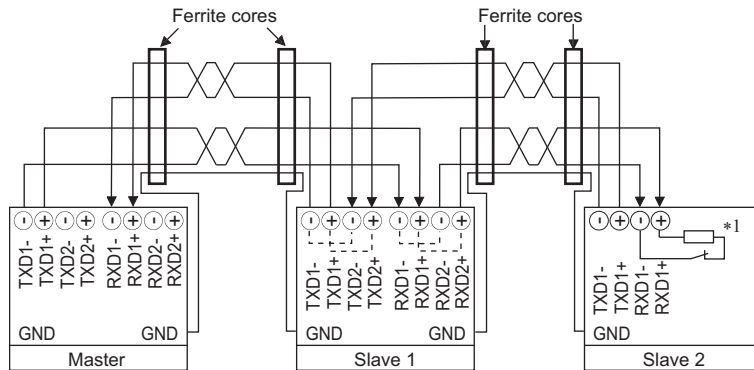 Ferrite cores Ferrite cores
- + - + - + - + - + - + - + - + - + - +
*1
TXD1- TXD1+ TXD2- TXD2+ RXD1- RXD1+ RXD2- RXD2+
TXD1- TXD1+ TXD2- TXD2+ RXD1- RXD1+ RXD2- RXD2+
TXD1- TXD1+ RXD1- RXD1+
GND GND GND GND GND
Master Slave 1 Slave 2